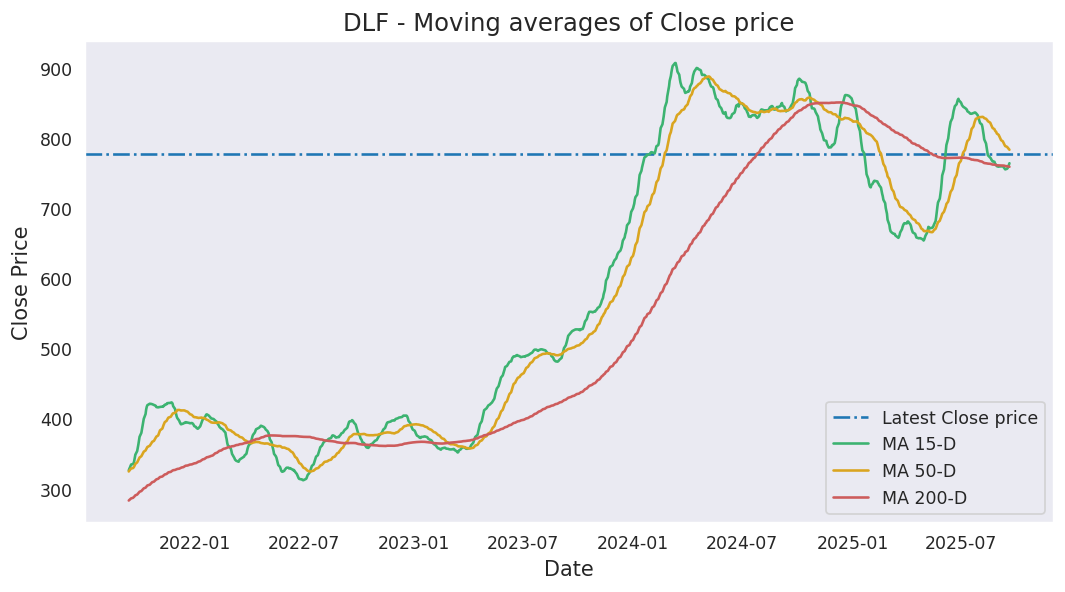 DLF - Moving averages of Close price
900
800
700
600
500
400
300
Close Price
2022-01 2022-07 2023-01 2023-07 2024-01 2024-07 2025-01 2025-07
Date
Latest Close price
MA 15-D
MA 50-D
MA 200-D